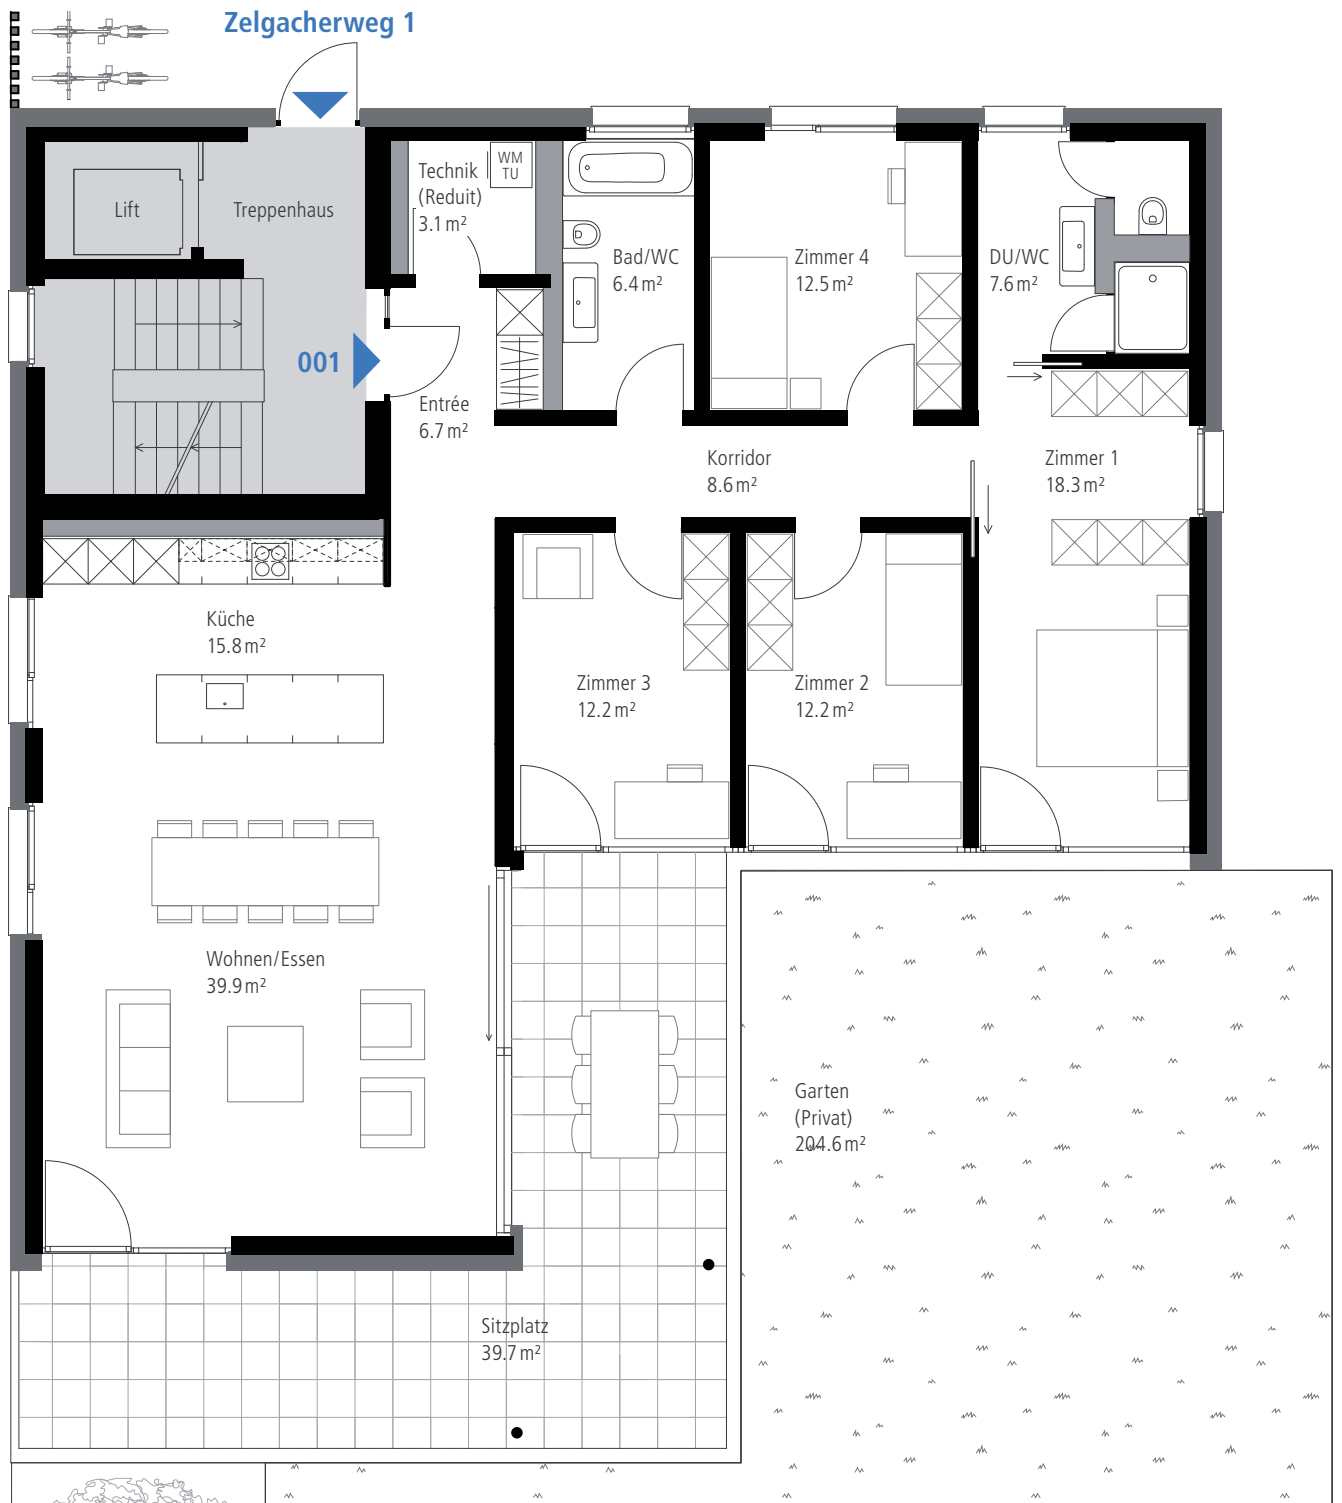 Zelgacherweg 1
WM
TU
Technik
(Reduit)
3.1 m²
Lift
Treppenhaus
Bad/WC
6.4 m²
Zimmer 4
12.5 m²
DU/WC
7.6 m²
001
Entrée
6.7 m²
Korridor
8.6 m²
Zimmer 1
18.3 m²
Küche
15.8 m²
Zimmer 3
12.2 m²
Zimmer 2
12.2 m²
Wohnen/Essen
39.9 m²
Garten
(Privat)
204.6 m²
Sitzplatz
39.7 m²